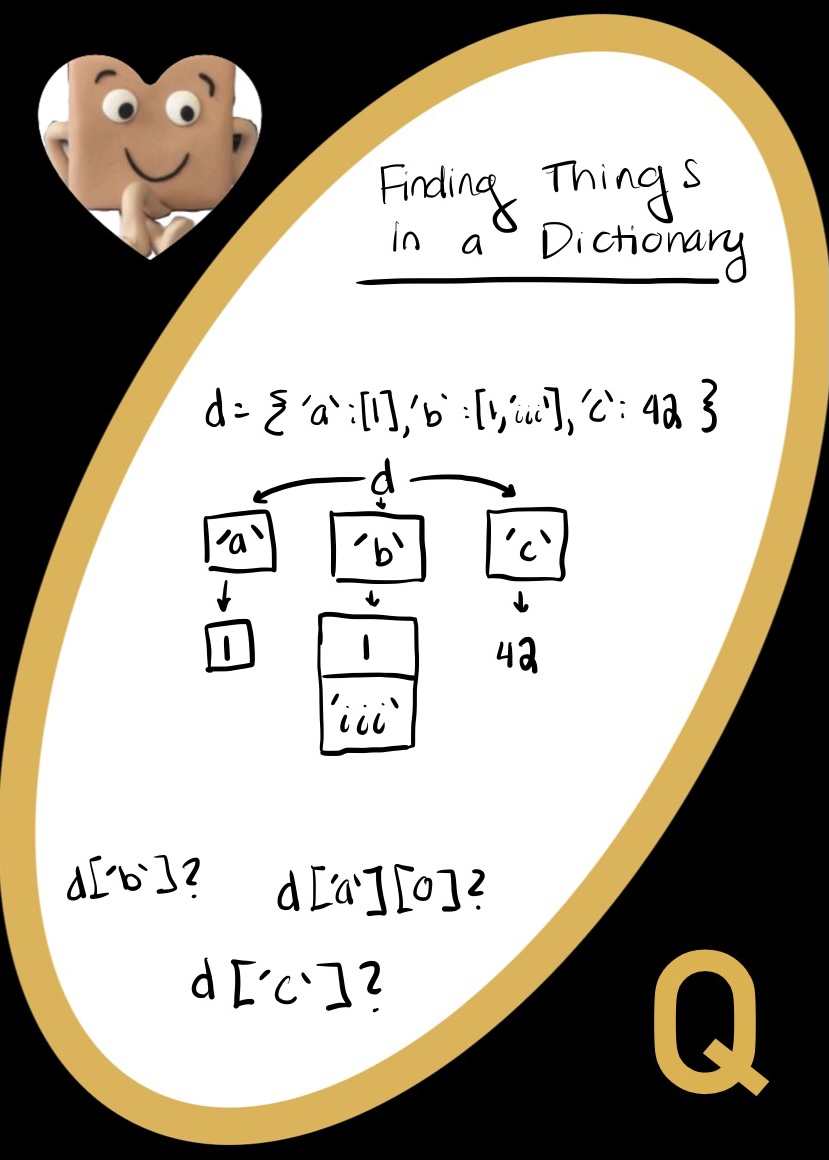 Finding Things
in a Dictionary
d = { 'a' : [1], 'b' : [1, 'iii'], 'c' : 42 }
d
'a' 'b' 'c'
1 1 42
'iii'
d['b']? d['a'][0]?
d['c']?
Q